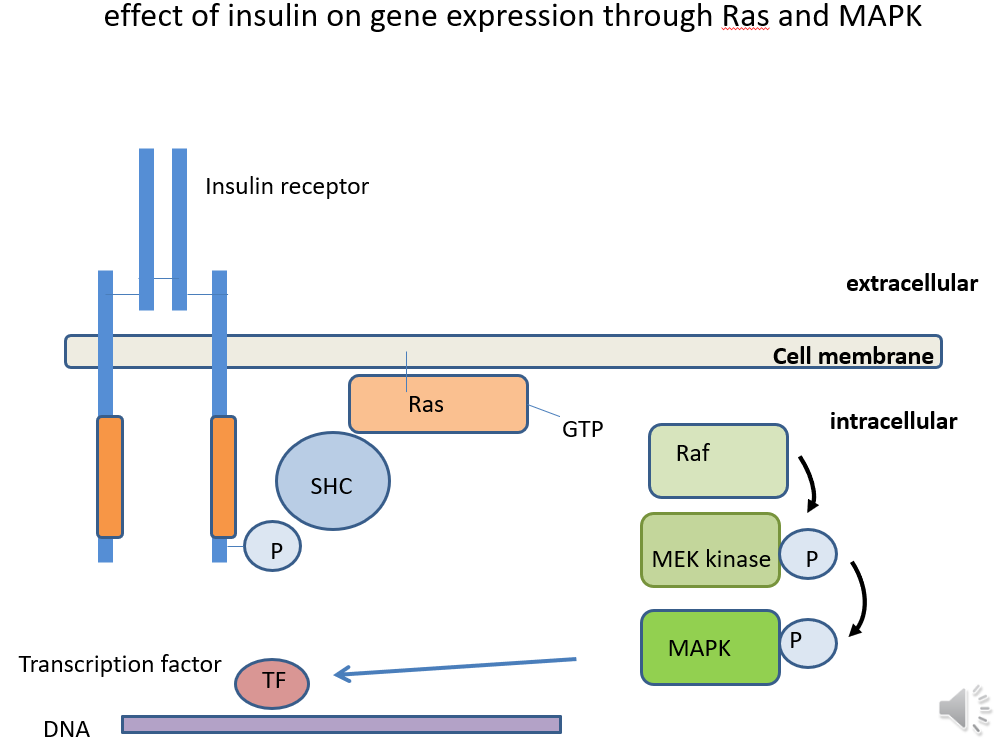 effect of insulin on gene expression through Ras and MAPK
Insulin receptor
extracellular
Cell membrane
Ras
GTP
intracellular
Raf
SHC
P
MEK kinase
P
MAPK
P
Transcription factor
TF
DNA